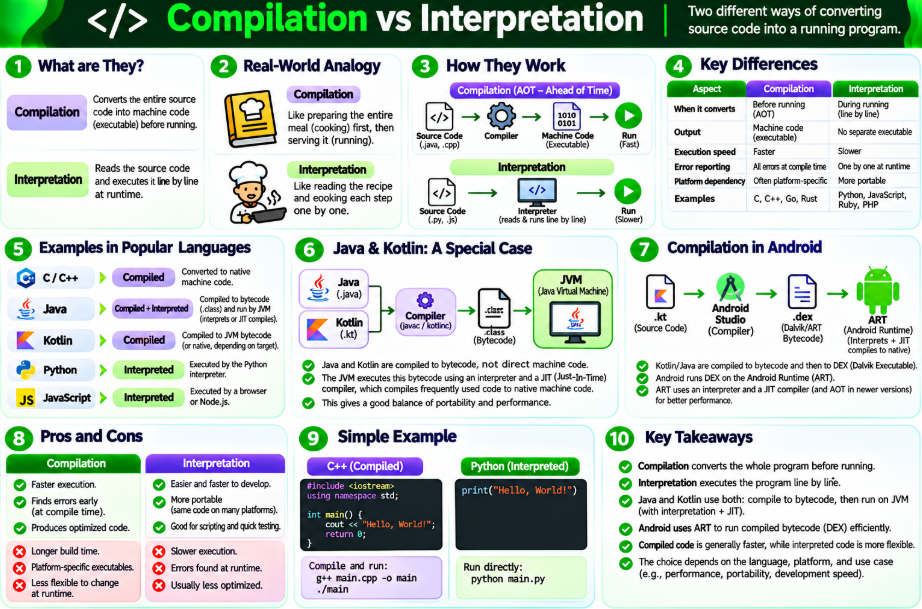 </> Compilation vs Interpretation
Two different ways of converting
source code into a running program.
1 What are They?
Compilation
Converts the entire source
code into machine code
(executable) before running.
Interpretation
Reads the source code
and executes it line by line
at runtime.
2 Real-World Analogy
Compilation
Like preparing the entire
meal (cooking) first, then
serving it (running).
Interpretation
Like reading the recipe
and cooking each step
one by one.
3 How They Work
Compilation (AOT – Ahead of Time)
</>
1010
0101
Source Code
(.java, .cpp)
Compiler
Machine Code
(Executable)
Run
(Fast)
Interpretation
</>
</>
Source Code
(.py, .js)
Interpreter
(reads & runs line by line)
Run
(Slower)
4 Key Differences
Aspect Compilation Interpretation
When it converts Before running
(AOT) During running
(line by line)
Output Machine code
(executable) No separate executable
Execution speed Faster Slower
Error reporting All errors at compile time One by one at runtime
Platform dependency Often platform-specific More portable
Examples C, C++, Go, Rust Python, JavaScript,
Ruby, PHP
5 Examples in Popular Languages
C / C++ Compiled Converted to native
machine code.
Java Compiled + Interpreted Compiled to bytecode
(.class) and run by JVM
(interprets or JIT compiles).
Kotlin Compiled Compiled to JVM bytecode
(or native, depending on target).
Python Interpreted Executed by the Python
interpreter.
JS JavaScript Interpreted Executed by a browser
or Node.js.
6 Java & Kotlin: A Special Case
Java
(.java)
Kotlin
(.kt)
Compiler
(javac / kotlinc)
.class
.class
(Bytecode)
JVM
(Java Virtual Machine)
Java and Kotlin are compiled to bytecode, not direct machine code.
The JVM executes this bytecode using an interpreter and a JIT (Just-In-Time)
compiler, which compiles frequently used code to native machine code.
This gives a good balance of portability and performance.
7 Compilation in Android
.kt
(Source Code)
Android
Studio
(Compiler)
.dex
(Dalvik/ART
Bytecode)
ART
(Android Runtime)
(Interprets + JIT
compiles to native)
Kotlin/Java are compiled to bytecode and then to DEX (Dalvik Executable).
Android runs DEX on the Android Runtime (ART).
ART uses an interpreter and a JIT compiler (and AOT in newer versions)
for better performance.
8 Pros and Cons
Compilation
Faster execution.
Finds errors early
(at compile time).
Produces optimized code.
Longer build time.
Platform-specific executables.
Less flexible to change
at runtime.
Interpretation
Easier and faster to develop.
More portable
(same code on many platforms).
Good for scripting and quick testing.
Slower execution.
Errors found at runtime.
Usually less optimized.
9 Simple Example
C++ (Compiled)
#include <iostream>
using namespace std;
int main() {
cout << "Hello, World!";
return 0;
}
Compile and run:
g++ main.cpp -o main
./main
Python (Interpreted)
print("Hello, World!")
Run directly:
python main.py
10 Key Takeaways
Compilation converts the whole program before running.
Interpretation executes the program line by line.
Java and Kotlin use both: compile to bytecode, then run on JVM
(with interpretation + JIT).
Android uses ART to run compiled bytecode (DEX) efficiently.
Compiled code is generally faster, while interpreted code is more flexible.
The choice depends on the language, platform, and use case
(e.g., performance, portability, development speed).